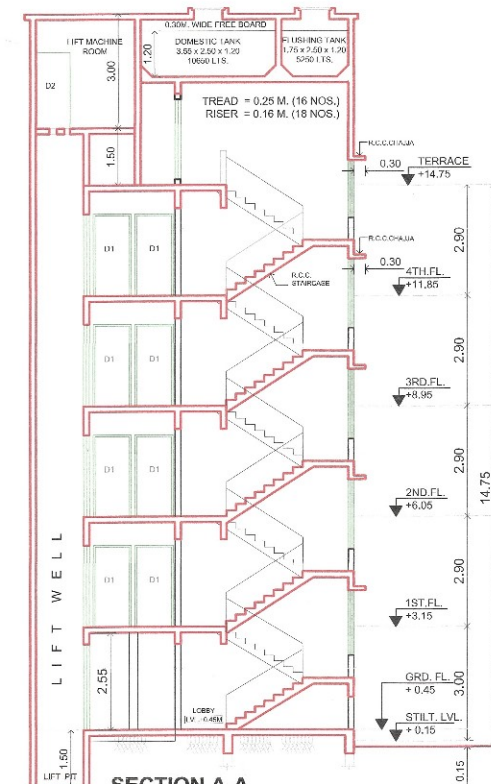 0.30M. WIDE FREE BOARD
LIFT MACHINE
ROOM
DOMESTIC TANK
3.55 x 2.50 x 1.20
10650 LTS.
FLUSHING TANK
1.75 x 2.50 x 1.20
5250 LTS.
1.20
3.00
D2
TREAD = 0.25 M. (16 NOS.)
RISER = 0.16 M. (18 NOS.)
1.50
R.C.C.CHAJJA
0.30
TERRACE
+14.75
D1
D1
2.90
R.C.C.CHAJJA
0.30
R.C.C.
STAIRCASE
4TH.FL.
+11.85
D1
D1
2.90
3RD.FL.
+8.95
D1
D1
2.90
14.75
2ND.FL.
+6.05
LIFT WELL
D1
D1
2.90
1ST.FL.
+3.15
2.55
3.00
GRD. FL.
+ 0.45
LOBBY
STILT. LVL.
+ 0.15
1.50
LIFT PIT
0.15
SECTION A-A